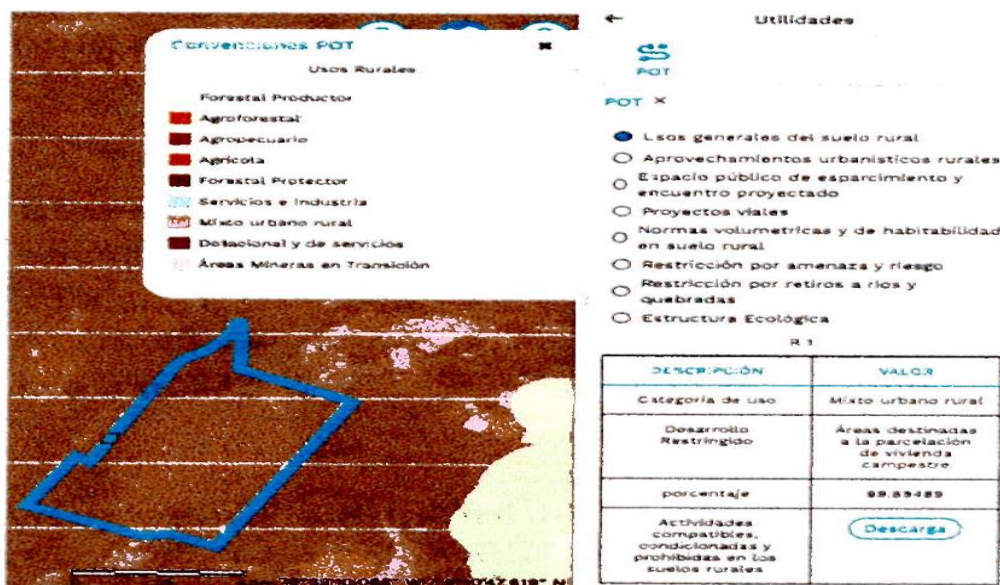 Convenciones POT
Usos Rurales
Forestal Productor
Agroforestal
Agropecuario
Agrícola
Forestal Protector
Servicios e Industria
Mixto urbano rural
Dotacional y de servicios
Áreas Mineras en Transición
Utilidades
POT
POT ×
Usos generales del suelo rural
Aprovechamientos urbanísticos rurales
Espacio público de esparcimiento y
encuentro proyectado
Proyectos viales
Normas volumetricas y de habitabilidad
en suelo rural
Restricción por amenaza y riesgo
Restricción por retiros a ríos y
quebradas
Estructura Ecológica
R 1
DESCRIPCIÓN VALOR
Categoría de uso Mixto urbano rural
Desarrollo
Restringido
Áreas destinadas
a la parcelación
de vivienda
campestre
porcentaje
Actividades
compatibles,
condicionadas y
prohibidas en los
suelos rurales
Descarga